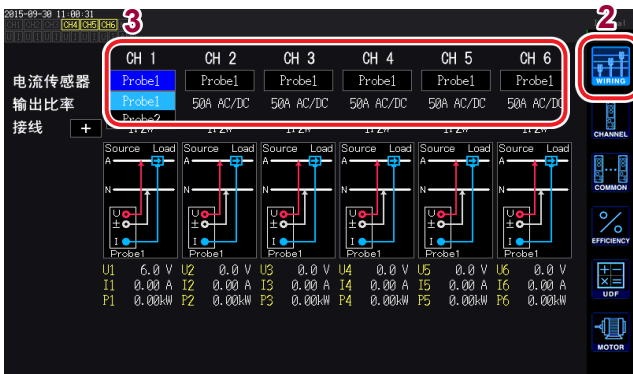 2015-09-30 11:00:31
CH1 CH2 CH3 CH4 CH5 CH6
3
2
CH 1 CH 2 CH 3 CH 4 CH 5 CH 6
电流传感器 Probe1 Probe1 Probe1 Probe1 Probe1 Probe1
输出比率 Probe1 50A AC/DC 50A AC/DC 50A AC/DC 50A AC/DC 50A AC/DC
Probe2
接线 +
Source Load Source Load Source Load Source Load Source Load Source Load
A A A A A A
N N N N N N
U U U U U U
± ± ± ± ± ±
I I I I I I
Probe1 Probe1 Probe1 Probe1 Probe1 Probe1
U1 6.0 V U2 0.0 V U3 0.0 V U4 0.0 V U5 0.0 V U6 0.0 V
I1 0.00 A I2 0.00 A I3 0.00 A I4 0.00 A I5 0.00 A I6 0.00 A
P1 0.00kW P2 0.00kW P3 0.00kW P4 0.00kW P5 0.00kW P6 0.00kW
WIRING
CHANNEL
COMMON
EFFICIENCY
UDF
MOTOR